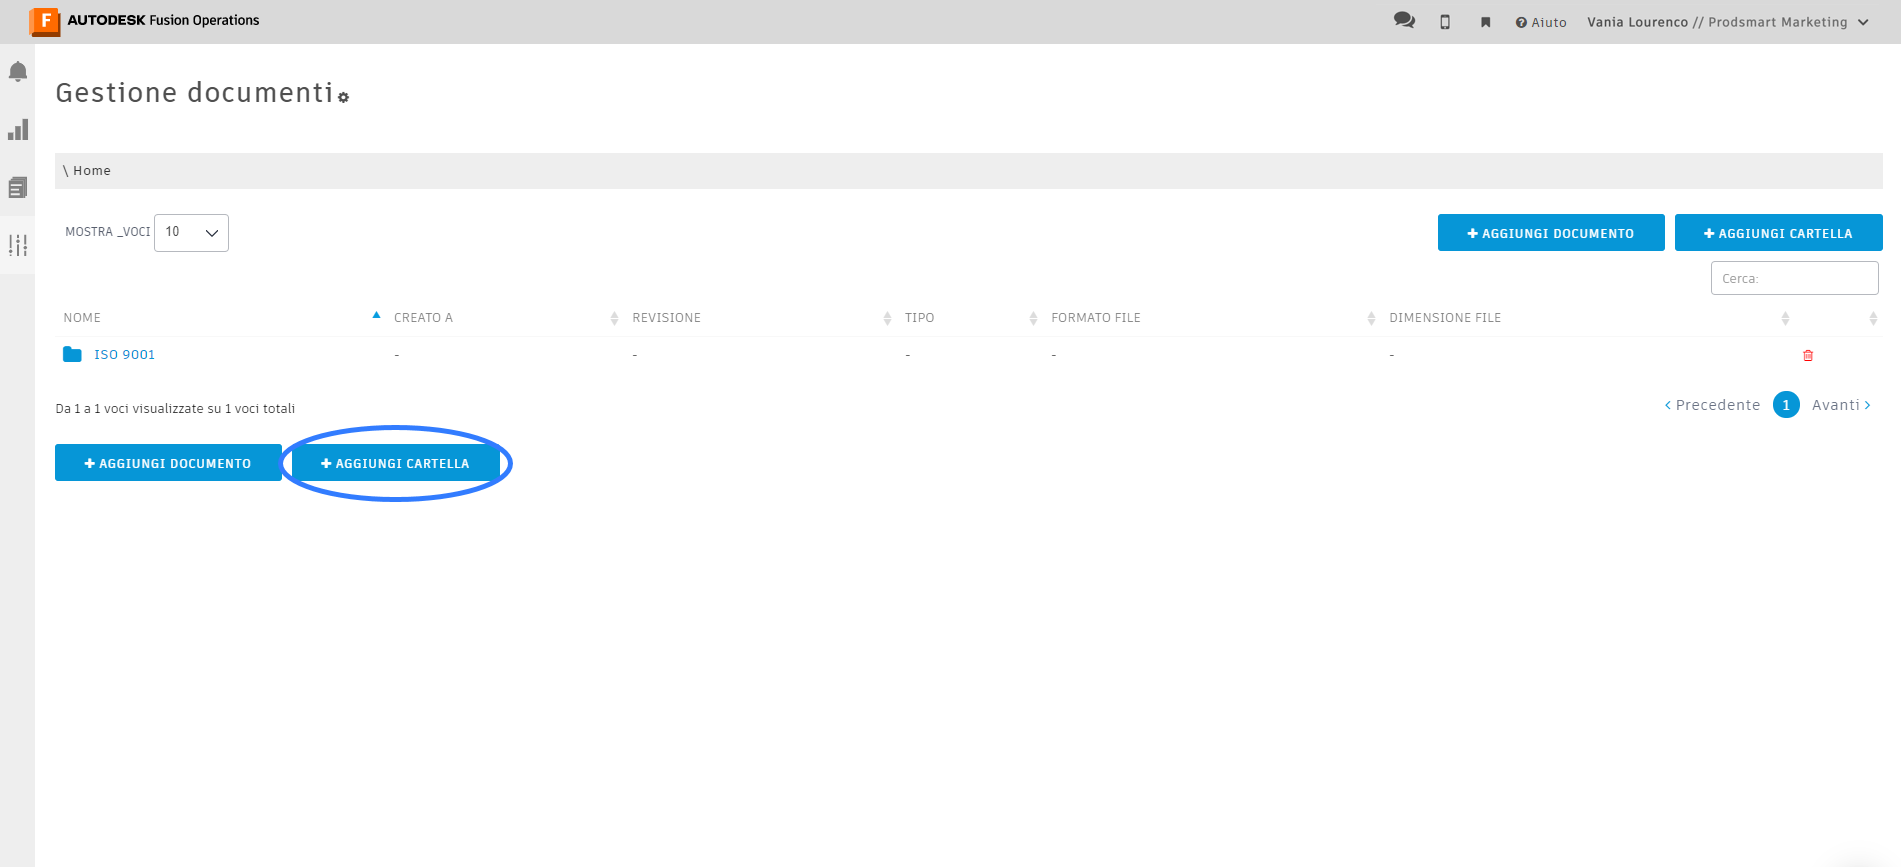 F AUTODESK Fusion Operations
Aiuto Vania Lourenco // Prodsmart Marketing
Gestione documenti
\ Home
MOSTRA _VOCI 10
+ AGGIUNGI DOCUMENTO + AGGIUNGI CARTELLA
Cerca:
NOME CREATO A REVISIONE TIPO FORMATO FILE DIMENSIONE FILE
ISO 9001 - - - - -
Da 1 a 1 voci visualizzate su 1 voci totali
Precedente 1 Avanti
+ AGGIUNGI DOCUMENTO + AGGIUNGI CARTELLA